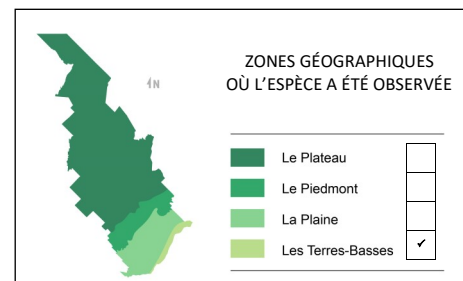 ZONES GÉOGRAPHIQUES
OÙ L’ESPÈCE A ÉTÉ OBSERVÉE
N
Le Plateau
Le Piedmont
La Plaine
Les Terres-Basses ✓